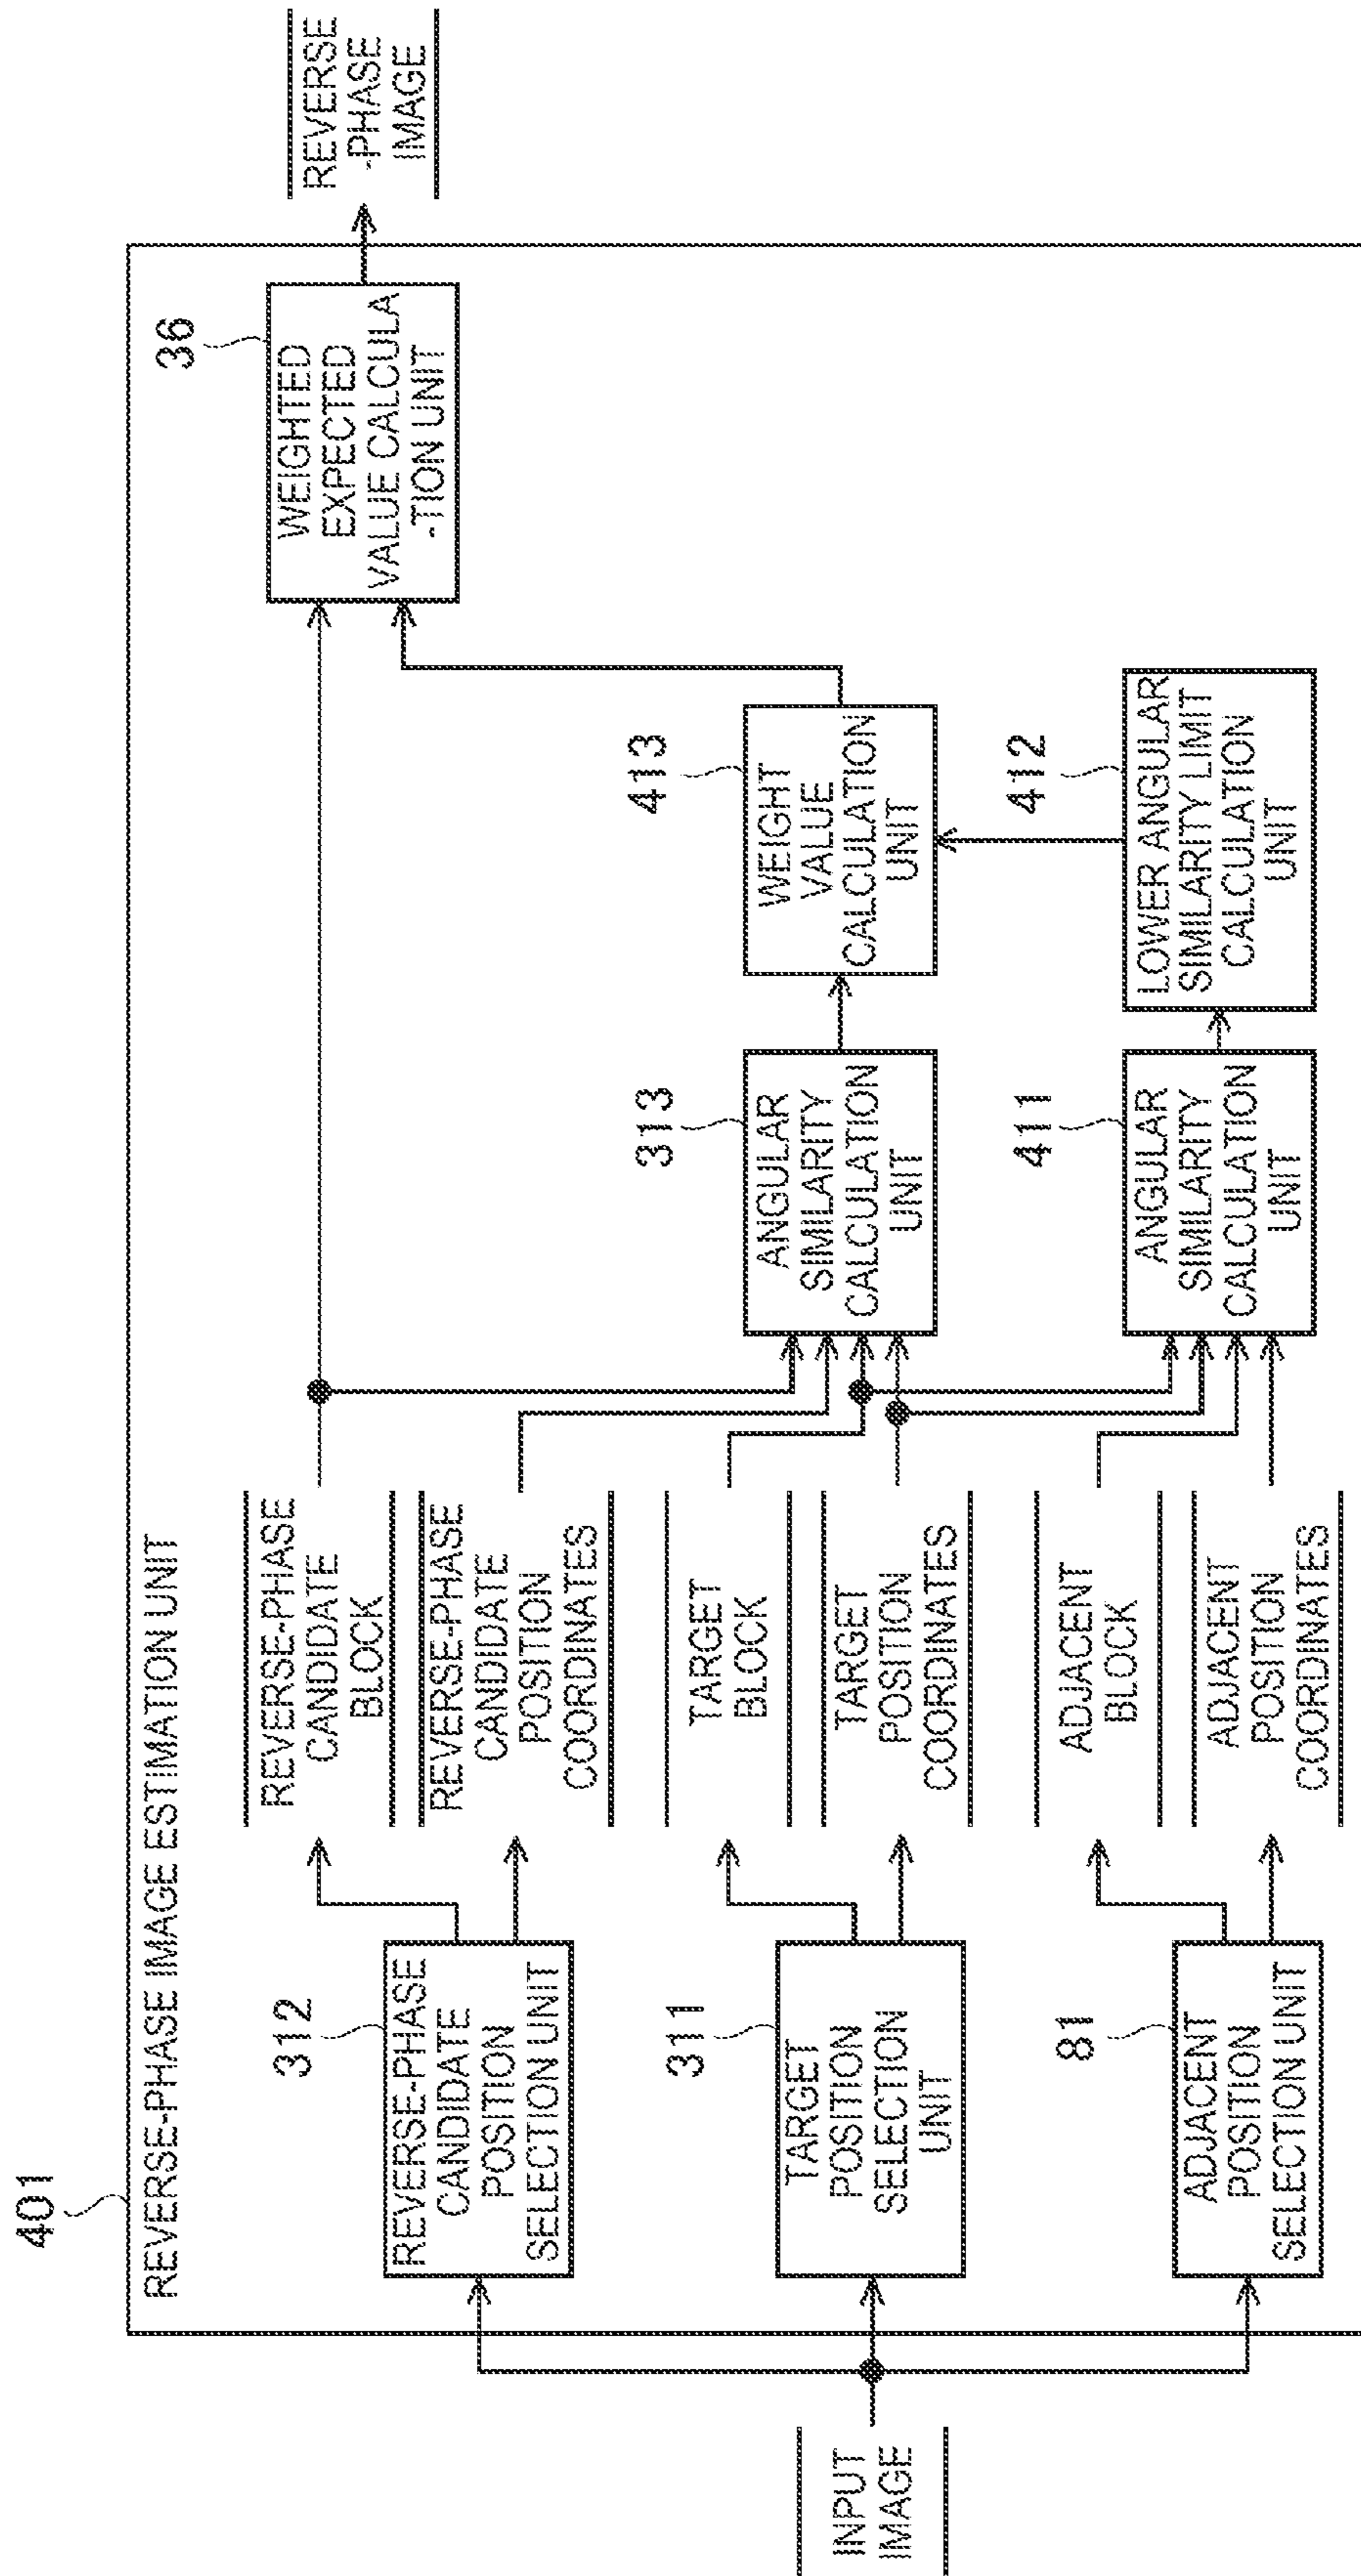 401
REVERSE-PHASE IMAGE ESTIMATION UNIT
INPUT
IMAGE
312
REVERSE-PHASE
CANDIDATE
POSITION
SELECTION UNIT
311
TARGET
POSITION
SELECTION
UNIT
81
ADJACENT
POSITION
SELECTION UNIT
REVERSE-PHASE
CANDIDATE
BLOCK
REVERSE-PHASE
CANDIDATE
POSITION
COORDINATES
TARGET
BLOCK
TARGET
POSITION
COORDINATES
ADJACENT
BLOCK
ADJACENT
POSITION
COORDINATES
313
ANGULAR
SIMILARITY
CALCULATION
UNIT
411
ANGULAR
SIMILARITY
CALCULATION
UNIT
413
WEIGHT
VALUE
CALCULATION
UNIT
412
LOWER ANGULAR
SIMILARITY LIMIT
CALCULATION
UNIT
36
WEIGHTED
EXPECTED
VALUE CALCULA
-TION UNIT
REVERSE
-PHASE
IMAGE